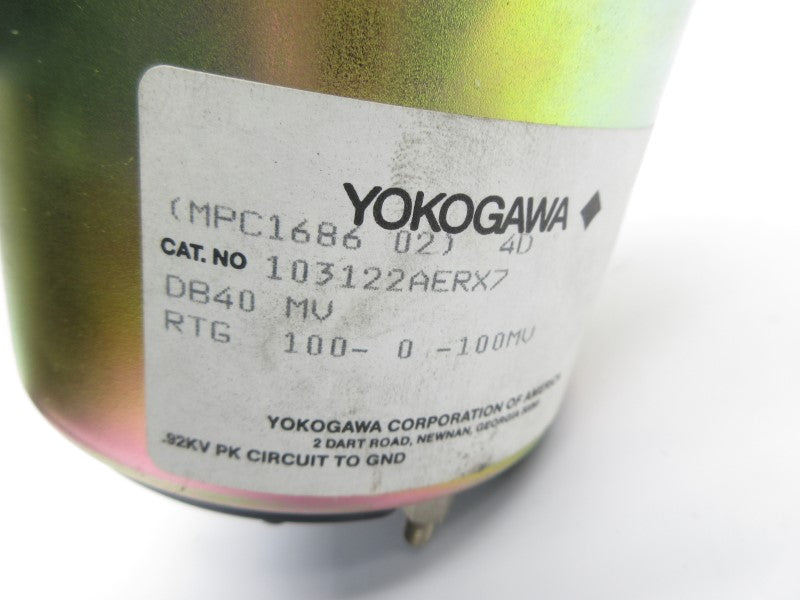 YOKOGAWA
(MPC1686 02) 4D
CAT. NO 103122AERX7
DB40 MV
RTG 100- 0 -100MV
YOKOGAWA CORPORATION OF AMERICA
2 DART ROAD, NEWNAN, GEORGIA
.92KV PK CIRCUIT TO GND